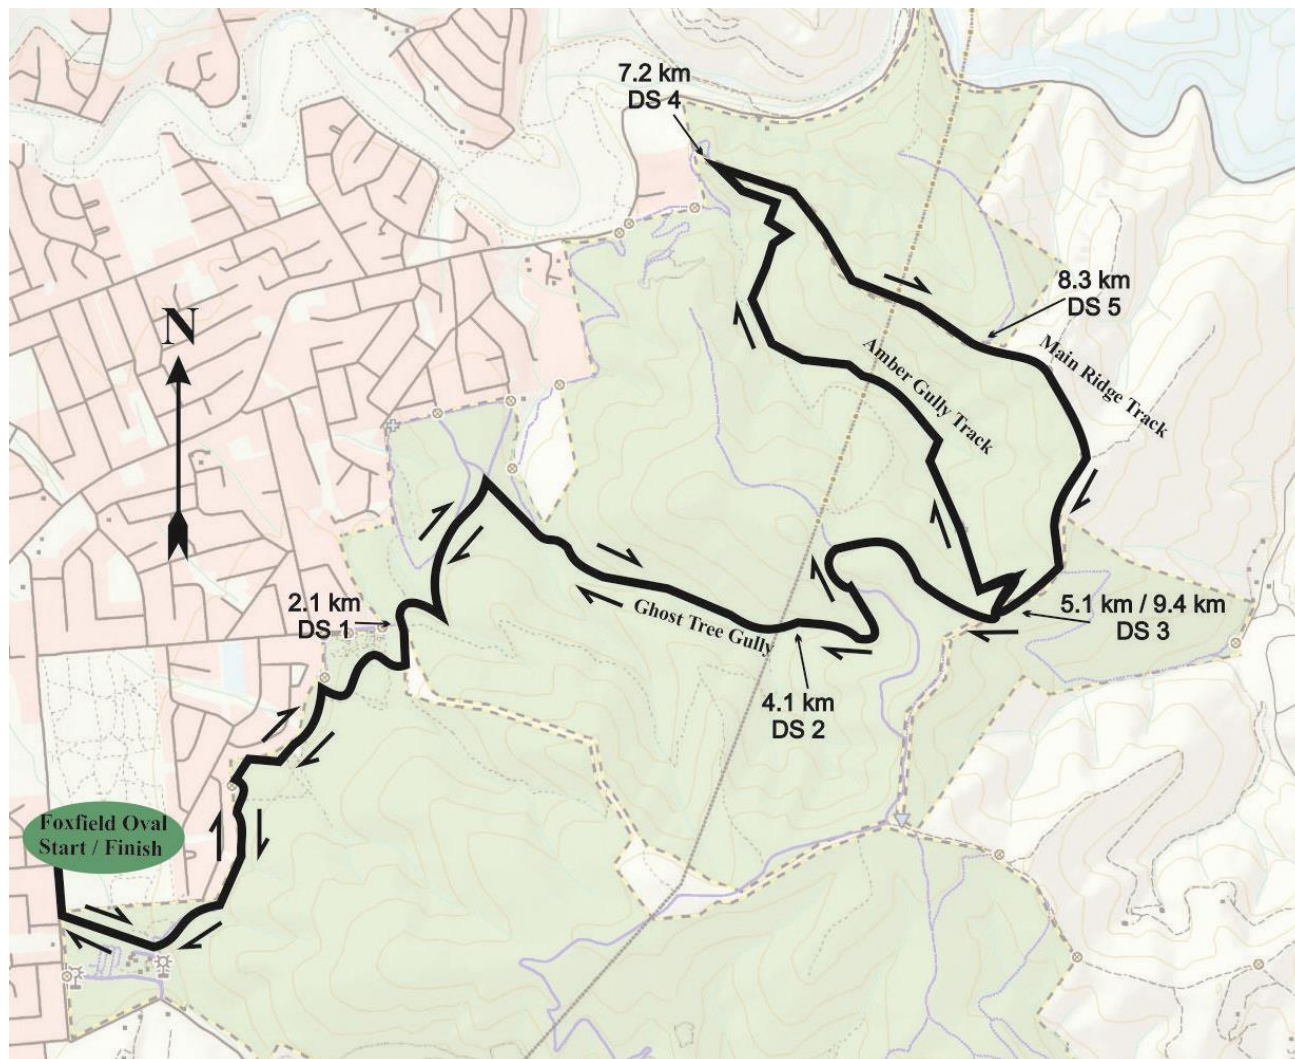 7.2 km
DS 4
N
8.3 km
DS 5
Main Ridge Track
Amber Gully Track
2.1 km
DS 1
Ghost Tree Gully
5.1 km / 9.4 km
DS 3
4.1 km
DS 2
Foxfield Oval
Start / Finish